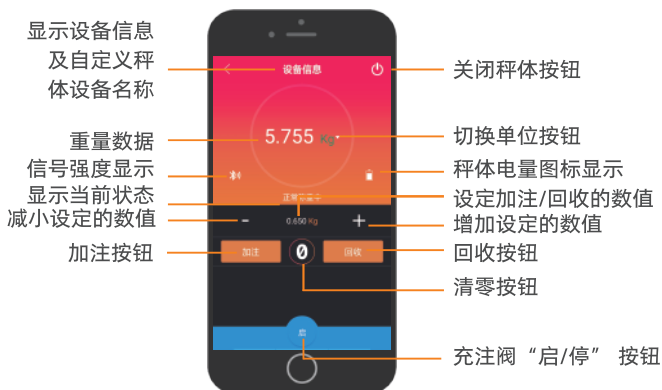 显示设备信息
及自定义秤
体设备名称
重量数据
信号强度显示
显示当前状态
减小设定的数值
加注按钮
设备信息
5.755 Kg
正常称重中
0.650 Kg
加注
0
回收
启
关闭秤体按钮
切换单位按钮
秤体电量图标显示
设定加注/回收的数值
增加设定的数值
回收按钮
清零按钮
充注阀“启/停” 按钮